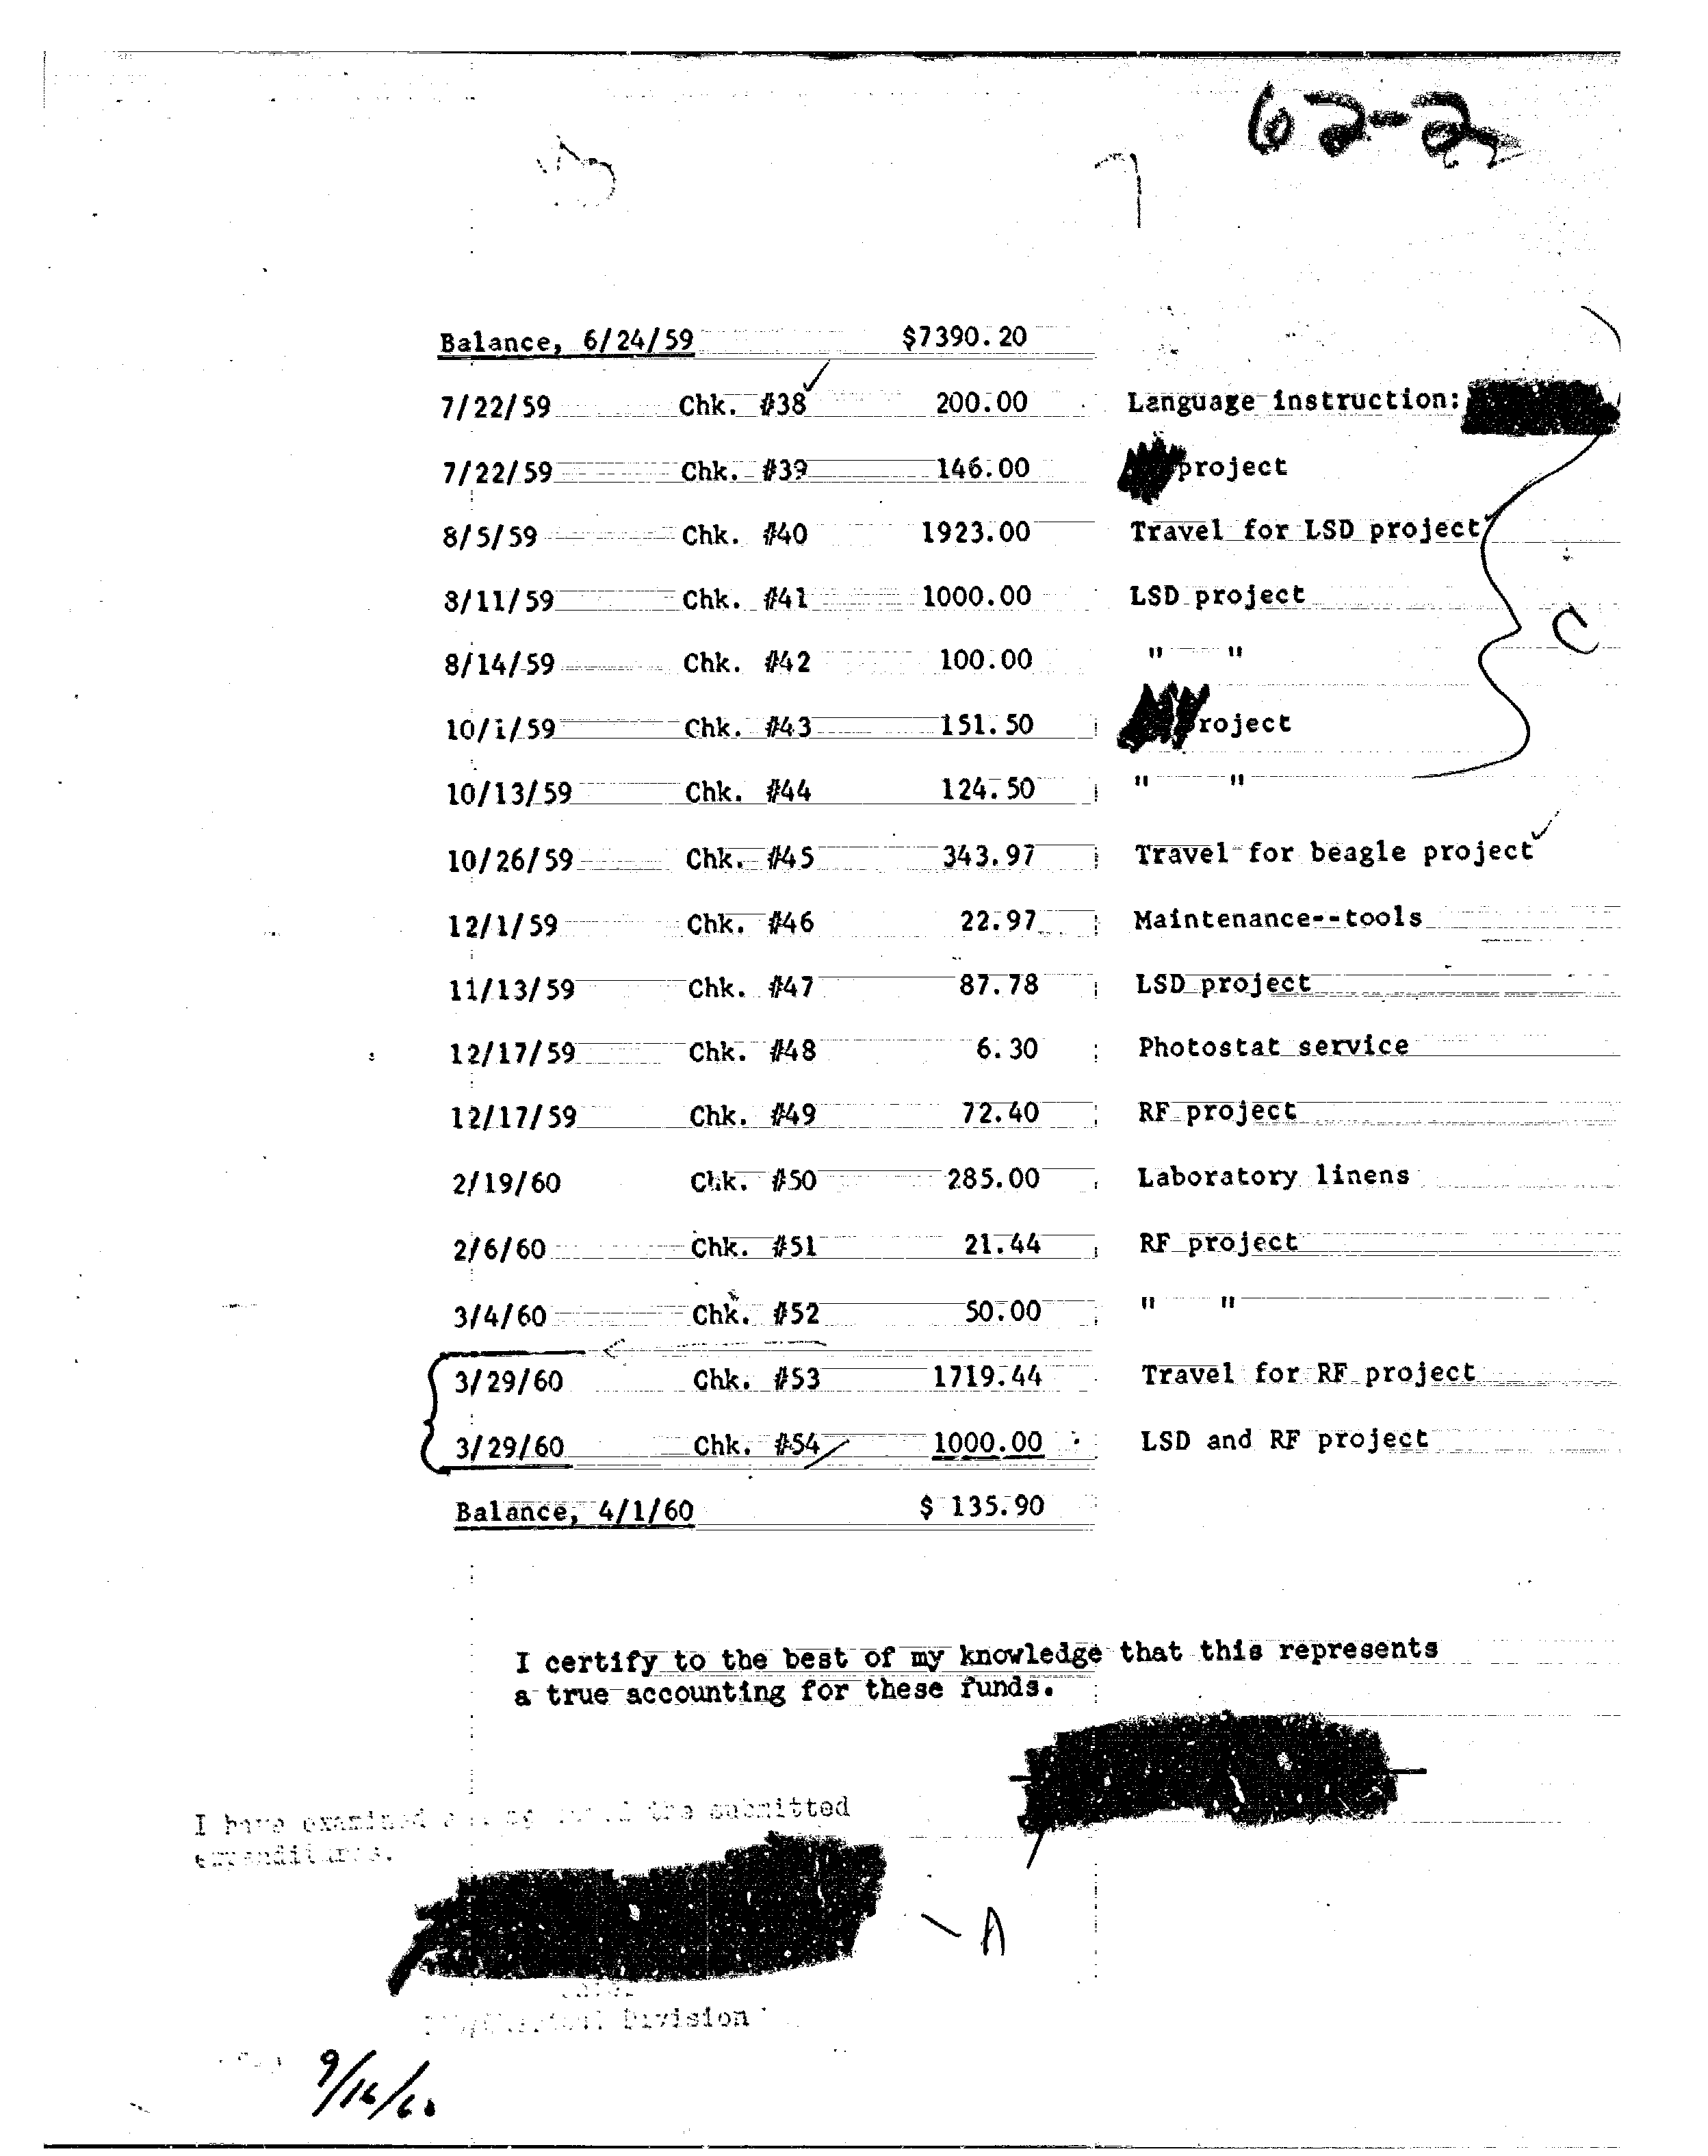 62-2
Balance, 6/24/59 $7390.20
7/22/59 Chk. #38 200.00 Language instruction:
7/22/59 Chk. #39 146.00 project
8/5/59 Chk. #40 1923.00 Travel for LSD project
8/11/59 Chk. #41 1000.00 LSD project
C
8/14/59 Chk. #42 100.00 " "
10/1/59 Chk. #43 151.50 roject
10/13/59 Chk. #44 124.50 " "
10/26/59 Chk. #45 343.97 Travel for beagle project
12/1/59 Chk. #46 22.97 Maintenance--tools
11/13/59 Chk. #47 87.78 LSD project
12/17/59 Chk. #48 6.30 Photostat service
12/17/59 Chk. #49 72.40 RF project
2/19/60 Chk. #50 285.00 Laboratory linens
2/6/60 Chk. #51 21.44 RF project
3/4/60 Chk. #52 50.00 " "
3/29/60 Chk. #53 1719.44 Travel for RF project
3/29/60 Chk. #54 1000.00 LSD and RF project
Balance, 4/1/60 $ 135.90
I certify to the best of my knowledge that this represents
a true accounting for these funds.
I have examined the submitted
expenditures.
A
Division
9/16/60